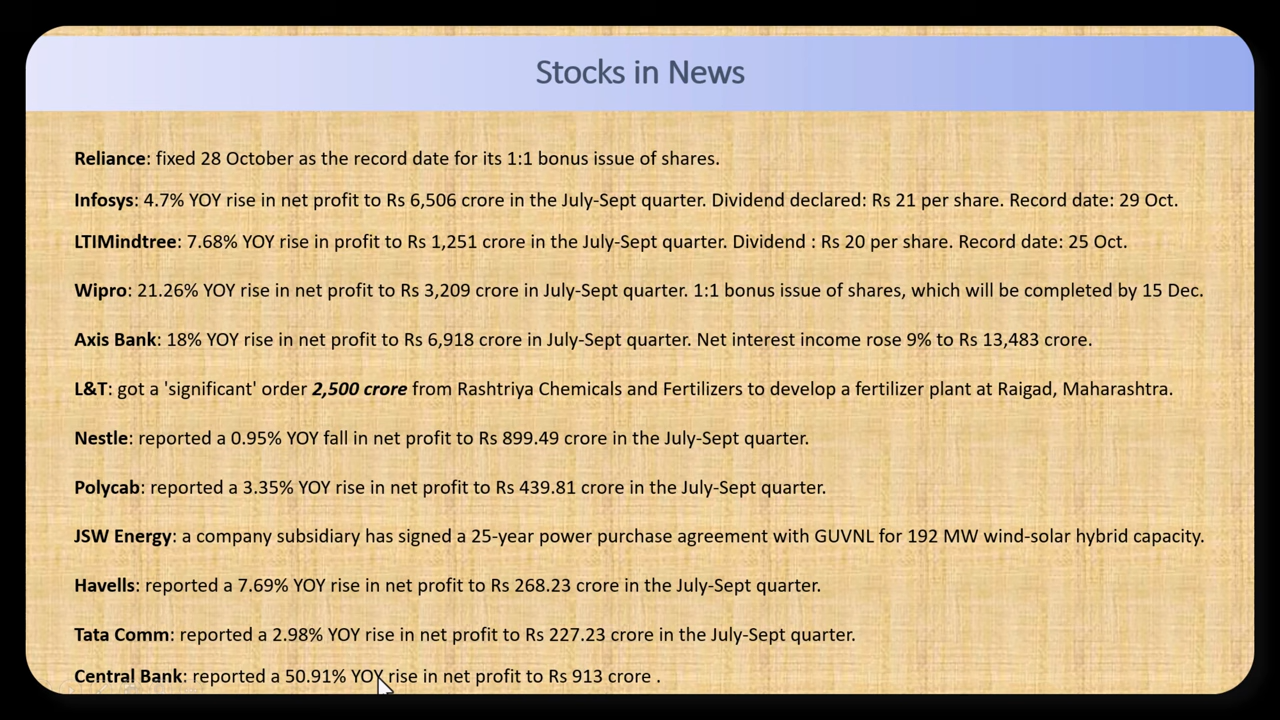 Stocks in News
Reliance: fixed 28 October as the record date for its 1:1 bonus issue of shares.
Infosys: 4.7% YOY rise in net profit to Rs 6,506 crore in the July-Sept quarter. Dividend declared: Rs 21 per share. Record date: 29 Oct.
LTIMindtree: 7.68% YOY rise in profit to Rs 1,251 crore in the July-Sept quarter. Dividend : Rs 20 per share. Record date: 25 Oct.
Wipro: 21.26% YOY rise in net profit to Rs 3,209 crore in July-Sept quarter. 1:1 bonus issue of shares, which will be completed by 15 Dec.
Axis Bank: 18% YOY rise in net profit to Rs 6,918 crore in July-Sept quarter. Net interest income rose 9% to Rs 13,483 crore.
L&T: got a 'significant' order 2,500 crore from Rashtriya Chemicals and Fertilizers to develop a fertilizer plant at Raigad, Maharashtra.
Nestle: reported a 0.95% YOY fall in net profit to Rs 899.49 crore in the July-Sept quarter.
Polycab: reported a 3.35% YOY rise in net profit to Rs 439.81 crore in the July-Sept quarter.
JSW Energy: a company subsidiary has signed a 25-year power purchase agreement with GUVNL for 192 MW wind-solar hybrid capacity.
Havells: reported a 7.69% YOY rise in net profit to Rs 268.23 crore in the July-Sept quarter.
Tata Comm: reported a 2.98% YOY rise in net profit to Rs 227.23 crore in the July-Sept quarter.
Central Bank: reported a 50.91% YOY rise in net profit to Rs 913 crore .